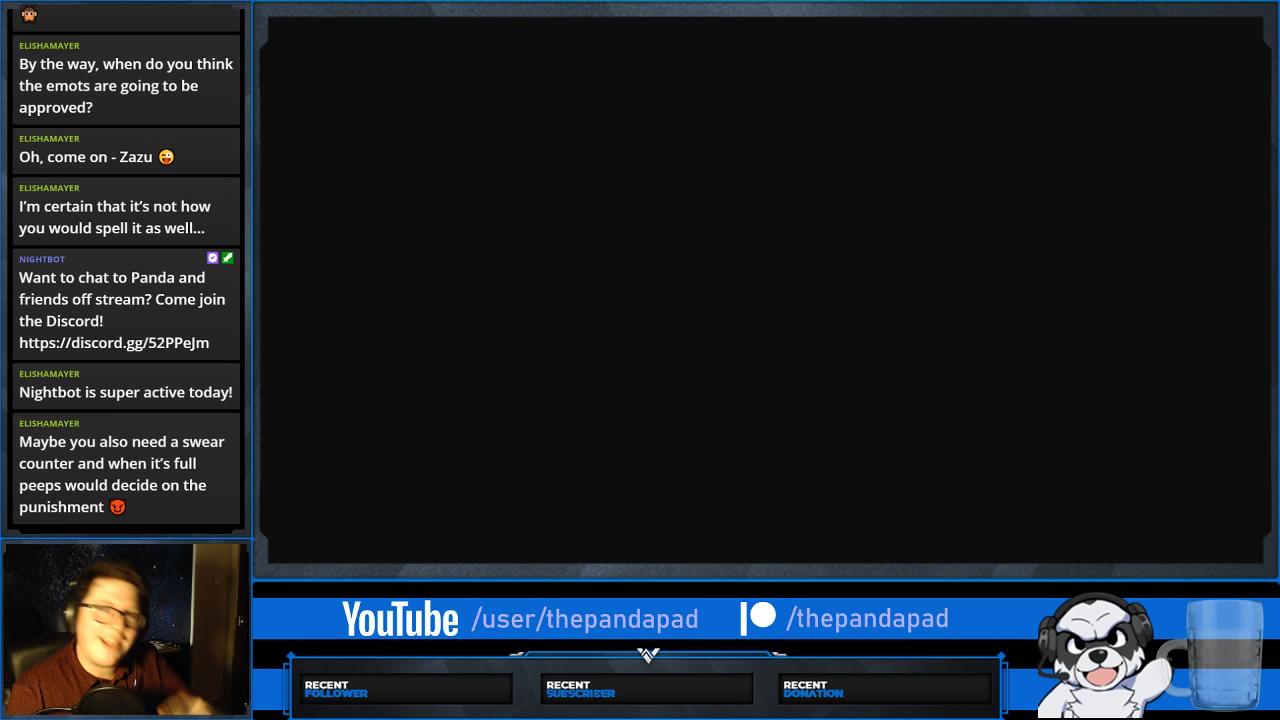 ELISHAMAYER
By the way, when do you think
the emots are going to be
approved?
ELISHAMAYER
Oh, come on - Zazu
ELISHAMAYER
I’m certain that it’s not how
you would spell it as well...
NIGHTBOT
Want to chat to Panda and
friends off stream? Come join
the Discord!
https://discord.gg/52PPeJm
ELISHAMAYER
Nightbot is super active today!
ELISHAMAYER
Maybe you also need a swear
counter and when it’s full
peeps would decide on the
punishment
YouTube /user/thepandapad /thepandapad
RECENT
FOLLOWER
RECENT
SUBSCRIBER
RECENT
DONATION